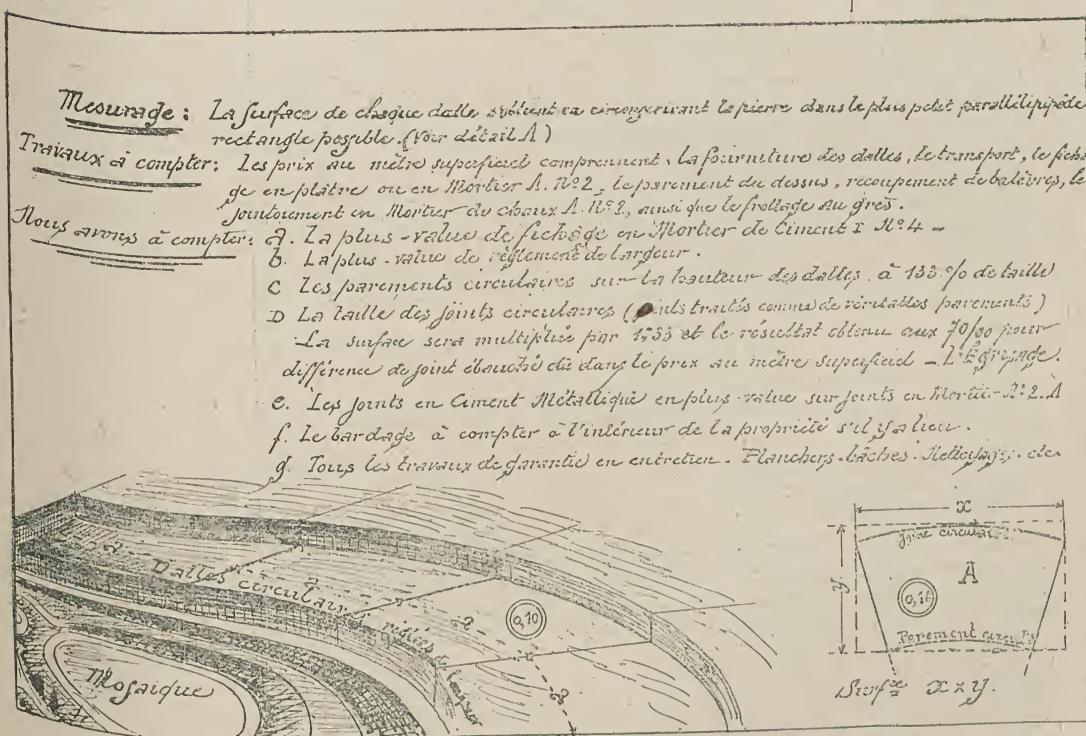 Mesurage : La surface de chaque dalle s'obtient en circonscrivant la pierre dans le plus petit parallélipipède
rectangle possible. (Voir détail A)
Travaux à compter : Les prix au mètre superficiel comprennent : la fourniture des dalles, le transport, le ficha-
ge en plâtre ou en Mortier A. N°2, le parement du dessus, recoupement de balèvres, le
jointoiement en Mortier de chaux A. N°2, ainsi que le frottage au grès.
Nous avons à compter : a. La plus-value de fichage en Mortier de Ciment I N°4 -
b. La plus-value de règlement de largeur.
c Les parements circulaires sur la hauteur des dalles à 133 % de taille
D La taille des joints circulaires (joints traités comme de véritables parements)
La surface sera multipliée par 1,33 et le résultat obtenu aux 70/00 pour
différence de joint ébauché dû dans le prix au mètre superficiel - L'Égrisage.
e. Les joints en Ciment Métallique en plus-value sur joints en Mortier N°2. A
f. Le bardage à compter à l'intérieur de la propriété s'il y a lieu.
g. Tous les travaux de garantie en entretien. Planchers. bâches. Nettoyage. etc
Dalles circulaires réglées de largeur
a
a
a
a
0,10
Mosaïque
x
y
Joint circulaire
A
0,16
Parement circul
Surf^ce x × y.